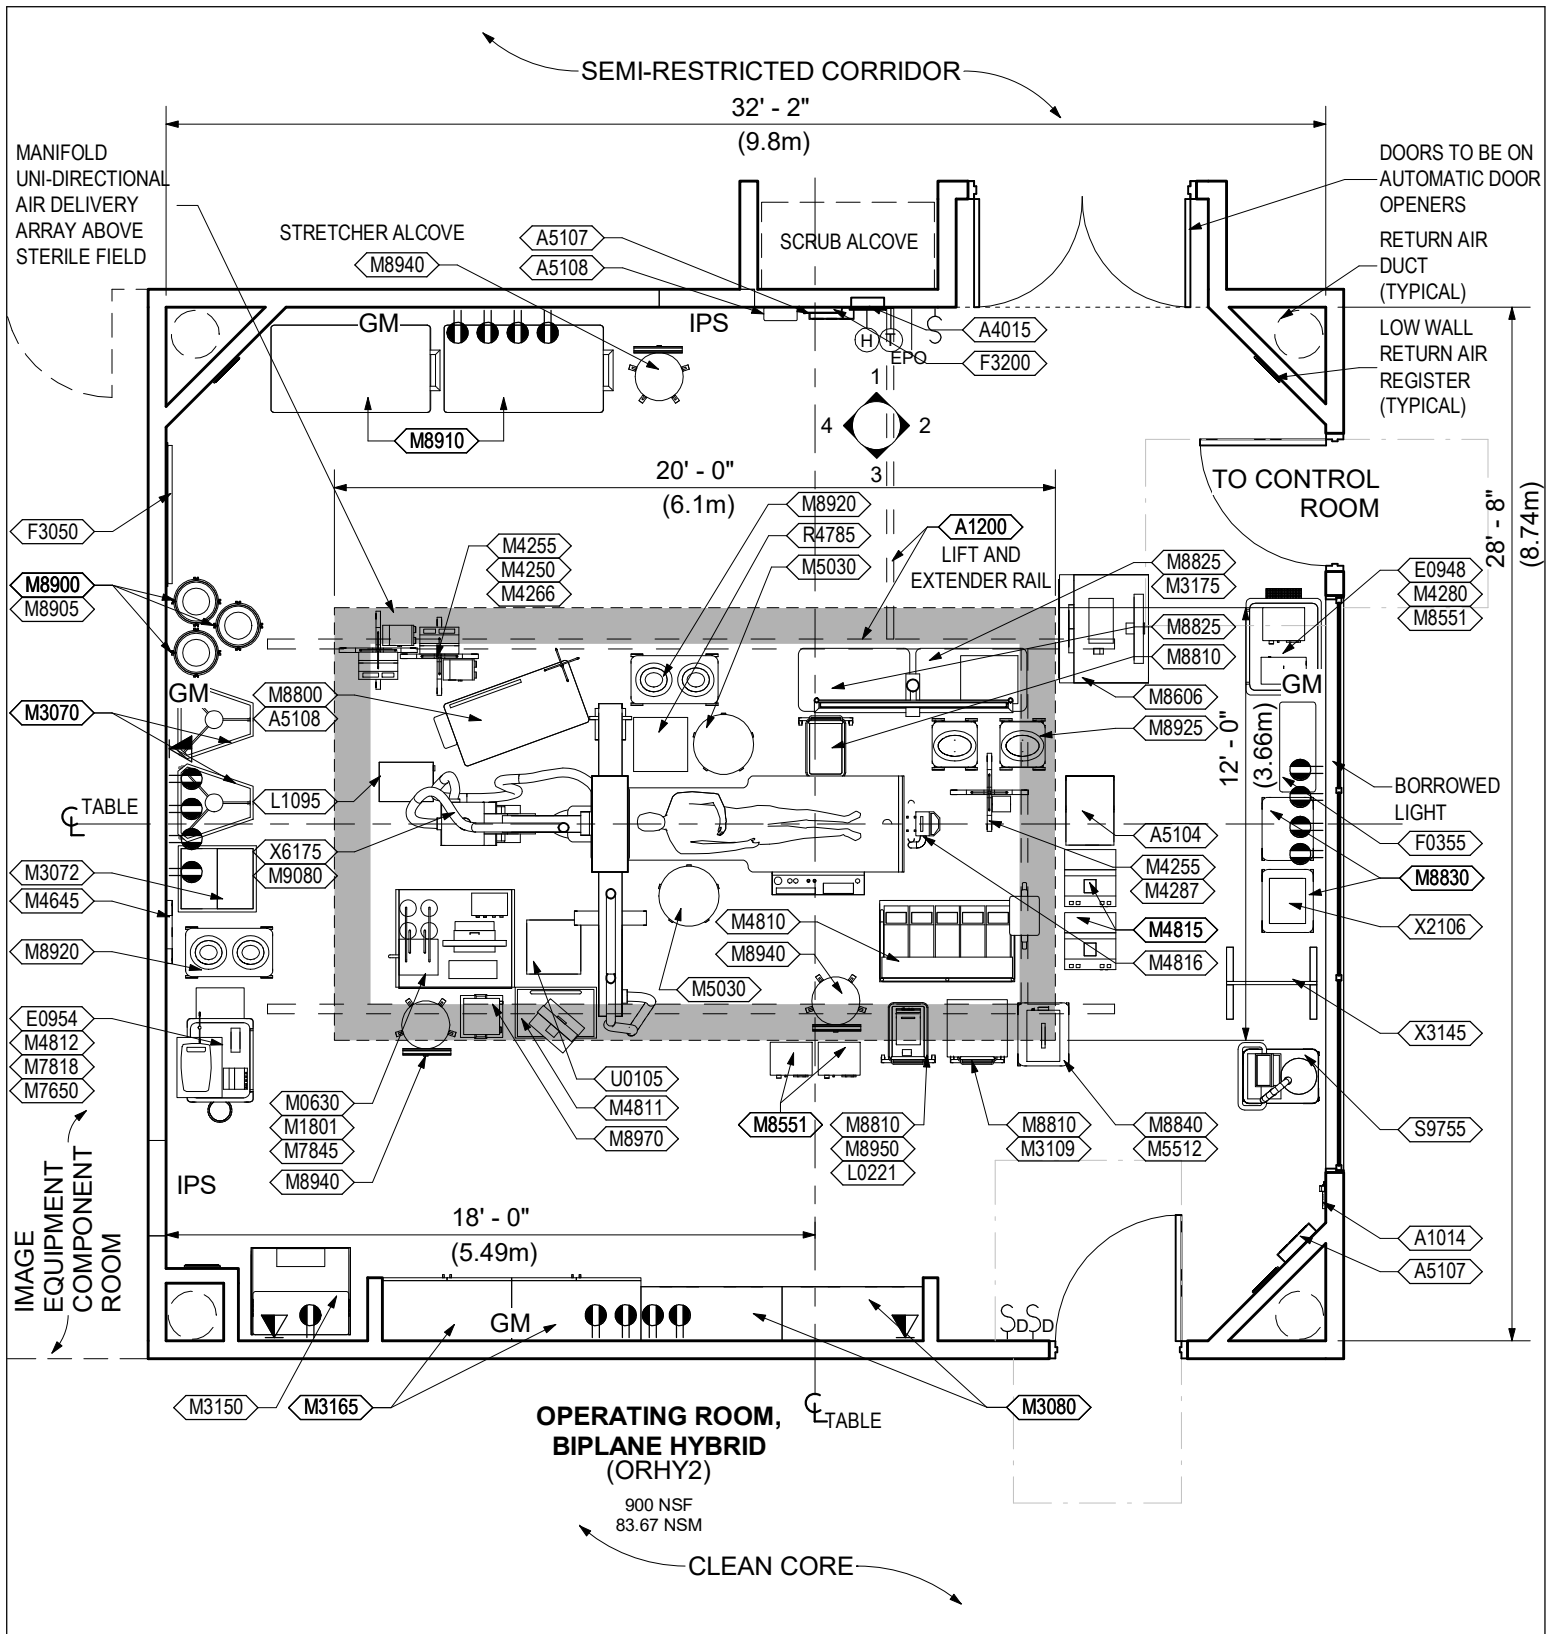 SEMI-RESTRICTED CORRIDOR
32' - 2"
(9.8m)
MANIFOLD
UNI-DIRECTIONAL
AIR DELIVERY
ARRAY ABOVE
STERILE FIELD
STRETCHER ALCOVE
M8940
A5107
A5108
SCRUB ALCOVE
DOORS TO BE ON
AUTOMATIC DOOR
OPENERS
RETURN AIR
DUCT
(TYPICAL)
LOW WALL
RETURN AIR
REGISTER
(TYPICAL)
GM
IPS
H
T
S
EPO
A4015
F3200
1
4
2
3
M8910
20' - 0"
(6.1m)
TO CONTROL
ROOM
28' - 8"
(8.74m)
F3050
M8900
M8905
M4255
M4250
M4266
M8920
R4785
M5030
A1200
LIFT AND
EXTENDER RAIL
M8825
M3175
M8825
M8810
E0948
M4280
M8551
GM
M3070
M8800
A5108
M8606
M8925
GM
12' - 0"
(3.66m)
L1095
CL TABLE
BORROWED
LIGHT
X6175
M9080
A5104
M4255
M4287
F0355
M8830
M3072
M4645
M8920
M4810
M8940
M4815
M4816
X2106
M5030
X3145
E0954
M4812
M7818
M7650
U0105
M4811
M8970
M0630
M1801
M7845
M8940
M8551
M8810
M8950
L0221
M8810
M3109
M8840
M5512
S9755
IMAGE
EQUIPMENT
COMPONENT
ROOM
IPS
18' - 0"
(5.49m)
A1014
A5107
GM
SD SD
M3150
M3165
M3080
CL TABLE
OPERATING ROOM,
BIPLANE HYBRID
(ORHY2)
900 NSF
83.67 NSM
CLEAN CORE